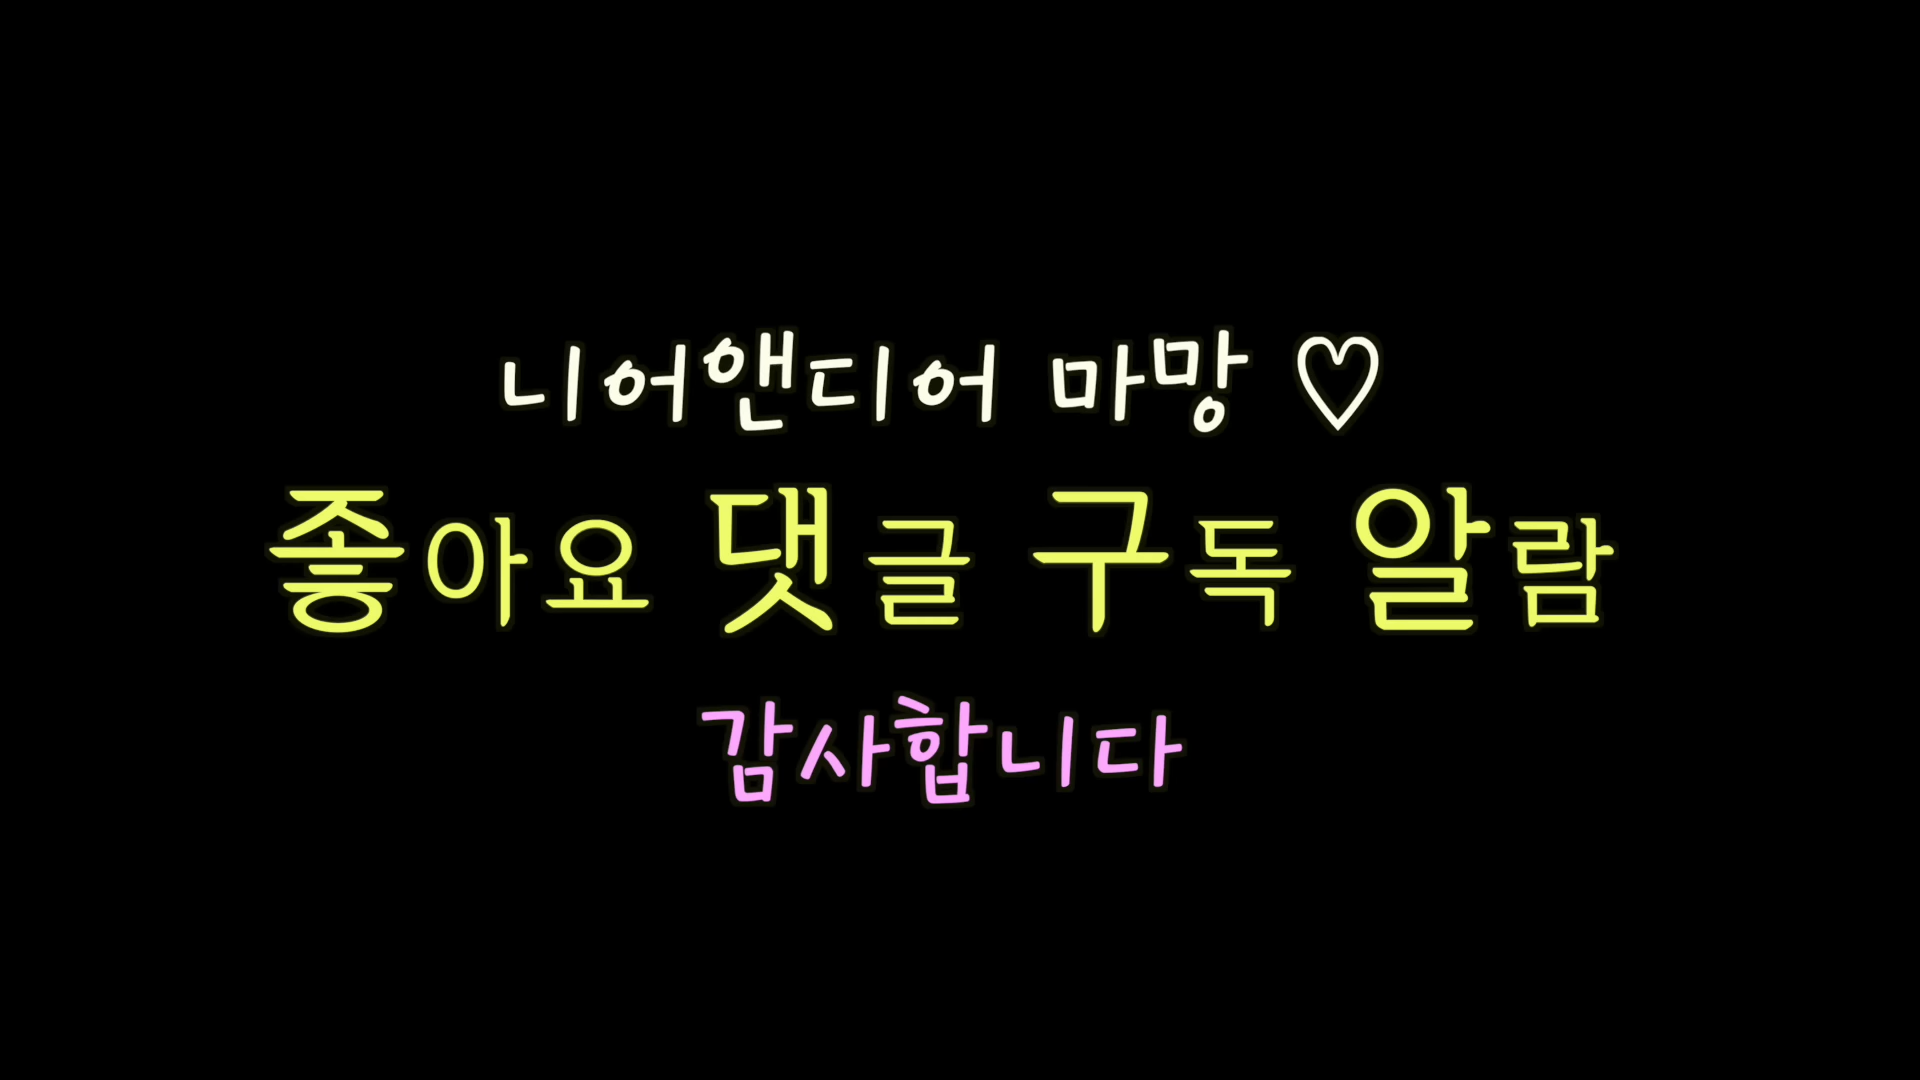 니어앤디어 마망 ♡
좋아요 댓글 구독 알람
감사합니다